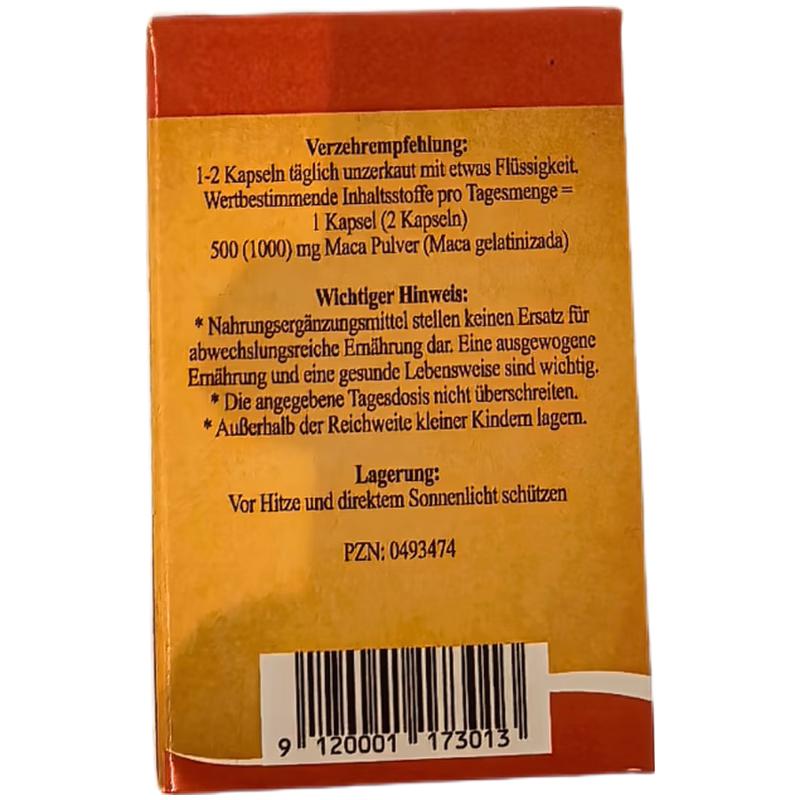 Verzehrempfehlung:
1-2 Kapseln täglich unzerkaut mit etwas Flüssigkeit.
Wertbestimmende Inhaltsstoffe pro Tagesmenge =
1 Kapsel (2 Kapseln)
500 (1000) mg Maca Pulver (Maca gelatinizada)
Wichtiger Hinweis:
* Nahrungsergänzungsmittel stellen keinen Ersatz für
abwechslungsreiche Ernährung dar. Eine ausgewogene
Ernährung und eine gesunde Lebensweise sind wichtig.
* Die angegebene Tagesdosis nicht überschreiten.
* Außerhalb der Reichweite kleiner Kindern lagern.
Lagerung:
Vor Hitze und direktem Sonnenlicht schützen
PZN: 0493474
9 120001 173013